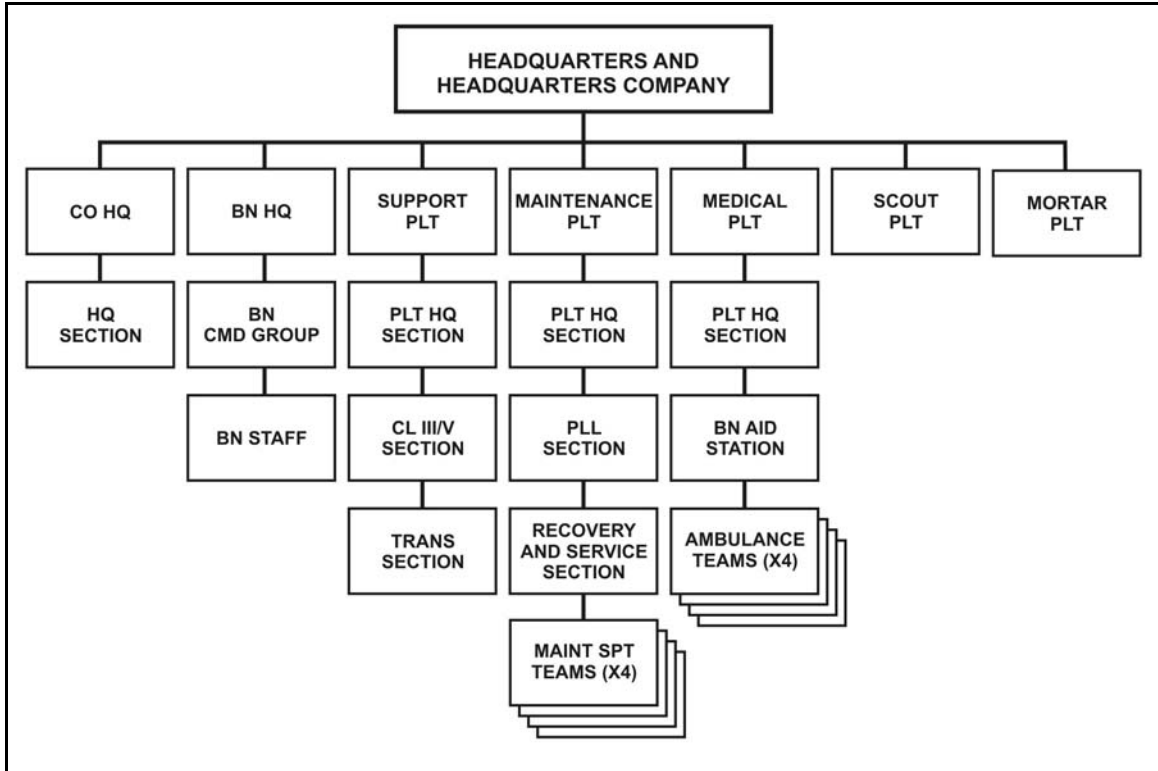 HEADQUARTERS AND
HEADQUARTERS COMPANY
CO HQ
BN HQ
SUPPORT
PLT
MAINTENANCE
PLT
MEDICAL
PLT
SCOUT
PLT
MORTAR
PLT
HQ
SECTION
BN
CMD GROUP
PLT HQ
SECTION
PLT HQ
SECTION
PLT HQ
SECTION
BN STAFF
CL III/V
SECTION
PLL
SECTION
BN AID
STATION
TRANS
SECTION
RECOVERY
AND SERVICE
SECTION
AMBULANCE
TEAMS (X4)
MAINT SPT
TEAMS (X4)